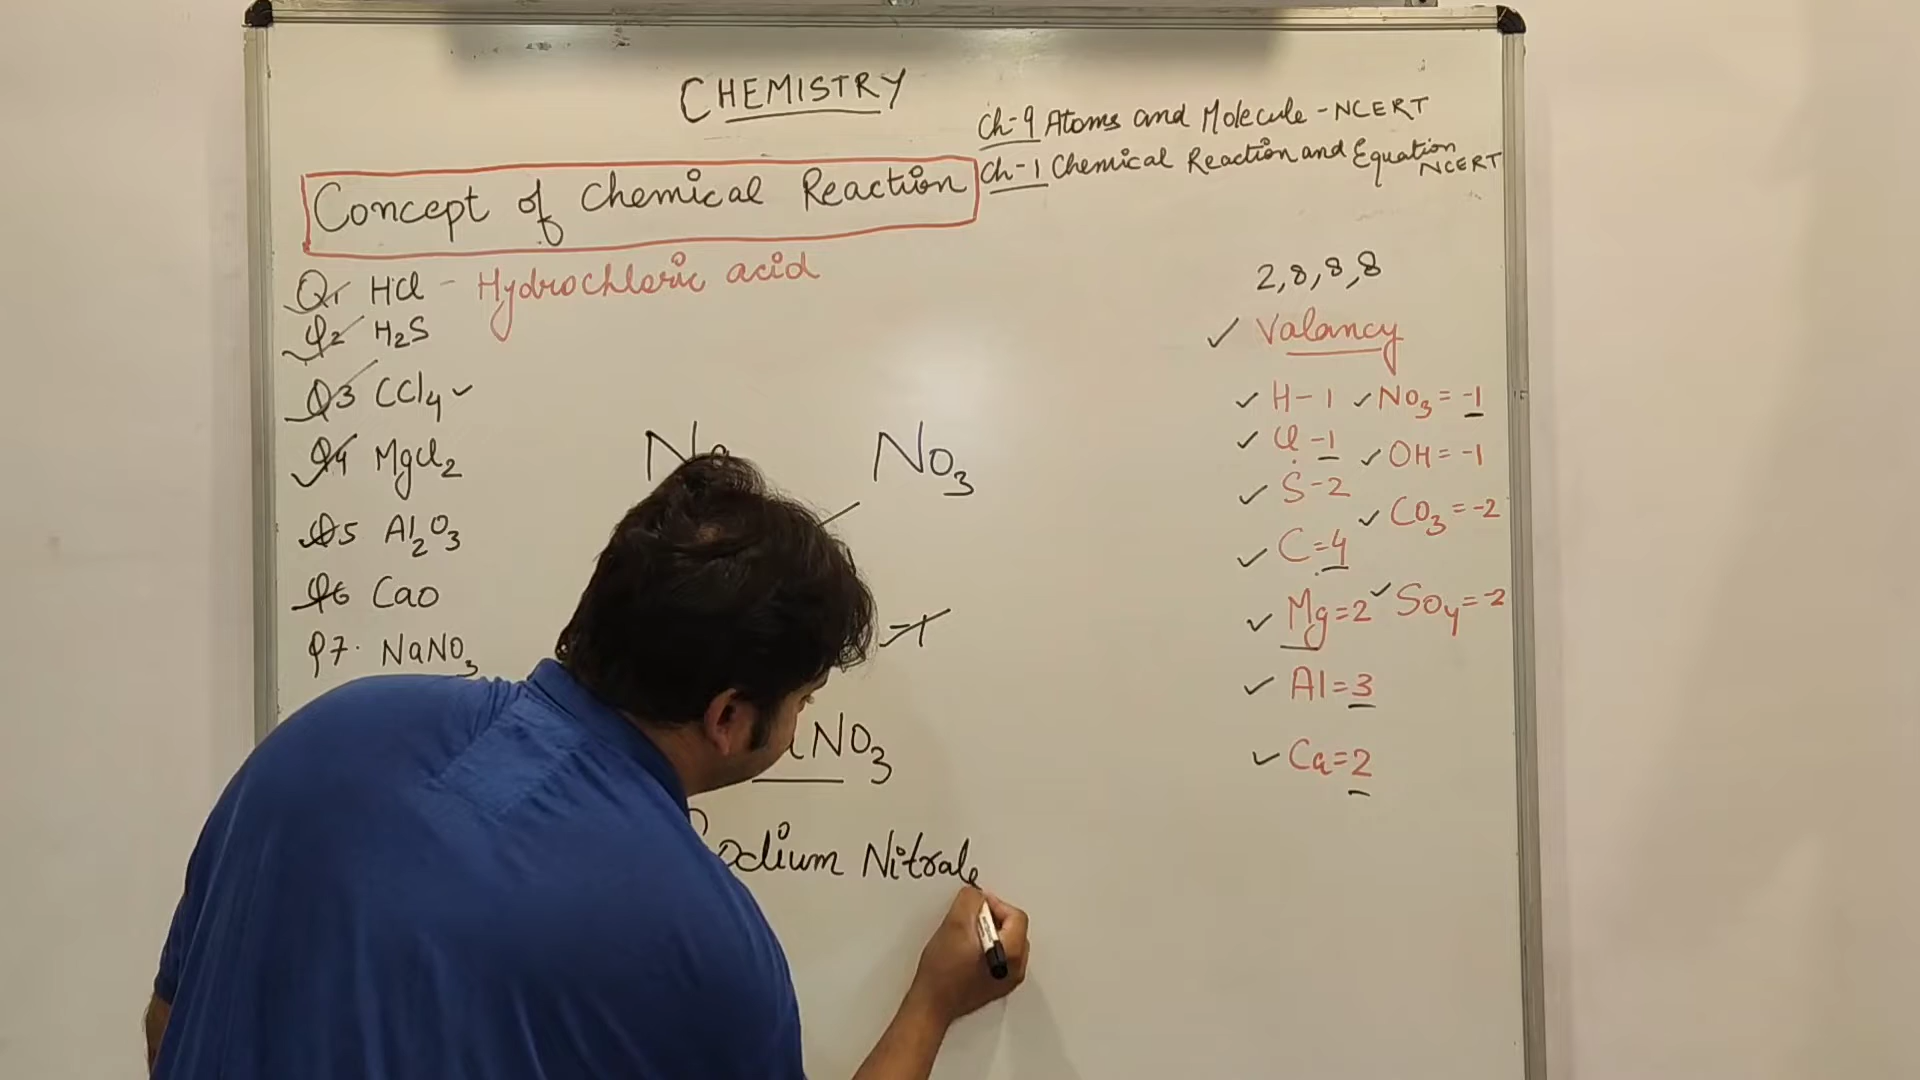 CHEMISTRY
Ch-9 Atoms and Molecule - NCERT
Ch-1 Chemical Reaction and Equation
NCERT
Concept of Chemical Reaction
Q1 HCl - Hydrochloric acid
Q2 H2S
Q3 CCl4
Q4 MgCl2
Q5 Al2O3
Q6 CaO
Q7. NaNO3
Na NO3
-1
NO3
Sodium Nitrate
2,8,8,8
Valancy
H-1 NO3=-1
Cl-1 OH=-1
S-2 CO3=-2
C=4
Mg=2 SO4=-2
Al=3
Ca=2